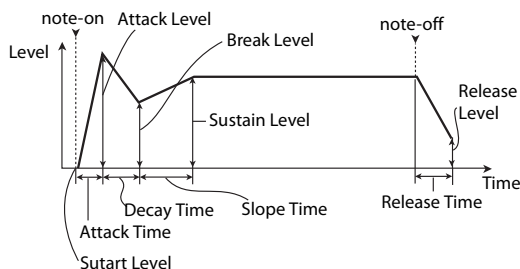 note-on
Attack Level
note-off
Break Level
Level
Release
Level
Sustain Level
Time
Decay Time
Slope Time
Release Time
Attack Time
Sutart Level